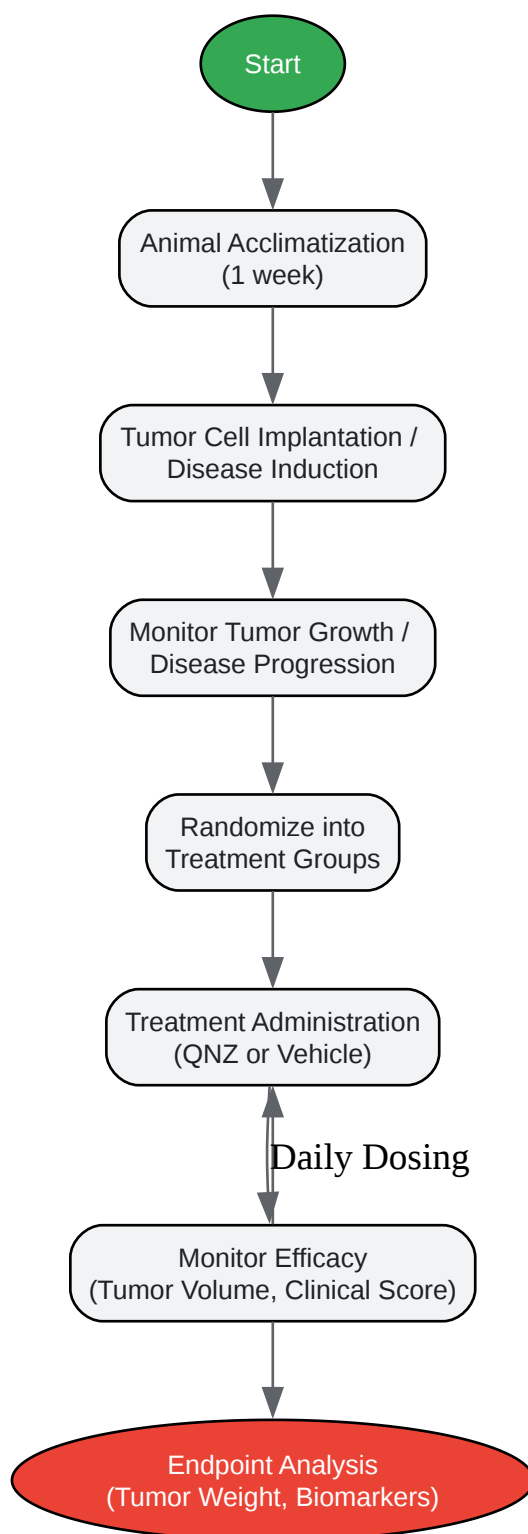 Start
Animal Acclimatization
(1 week)
Tumor Cell Implantation /
Disease Induction
Monitor Tumor Growth /
Disease Progression
Randomize into
Treatment Groups
Treatment Administration
(QNZ or Vehicle)
Daily Dosing
Monitor Efficacy
(Tumor Volume, Clinical Score)
Endpoint Analysis
(Tumor Weight, Biomarkers)